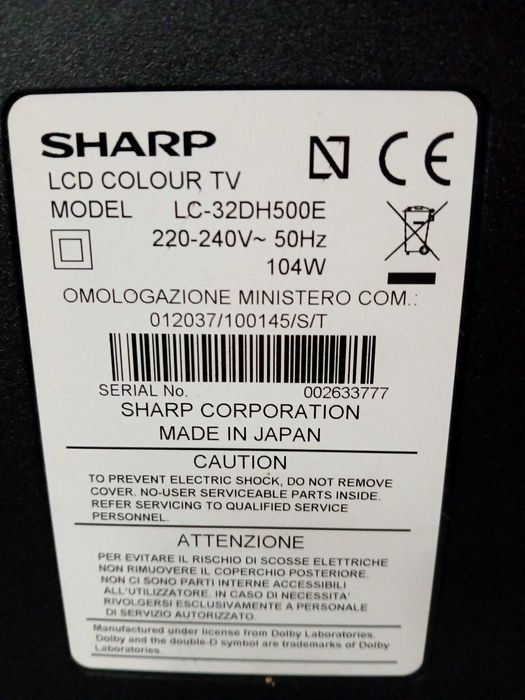 SHARP
LCD COLOUR TV
MODEL LC-32DH500E
220-240V~ 50Hz
104W
OMOLOGAZIONE MINISTERO COM.:
012037/100145/S/T
SERIAL No. 002633777
SHARP CORPORATION
MADE IN JAPAN
CAUTION
TO PREVENT ELECTRIC SHOCK, DO NOT REMOVE
COVER. NO-USER SERVICEABLE PARTS INSIDE.
REFER SERVICING TO QUALIFIED SERVICE
PERSONNEL.
ATTENZIONE
PER EVITARE IL RISCHIO DI SCOSSE ELETTRICHE
NON RIMUOVERE IL COPERCHIO POSTERIORE.
NON CI SONO PARTI INTERNE ACCESSIBILI
ALL'UTILIZZATORE. IN CASO DI NECESSITA'
RIVOLGERSI ESCLUSIVAMENTE A PERSONALE
DI SERVIZIO AUTORIZZATO.
Manufactured under license from Dolby Laboratories.
Dolby and the double-D symbol are trademarks of Dolby
Laboratories.